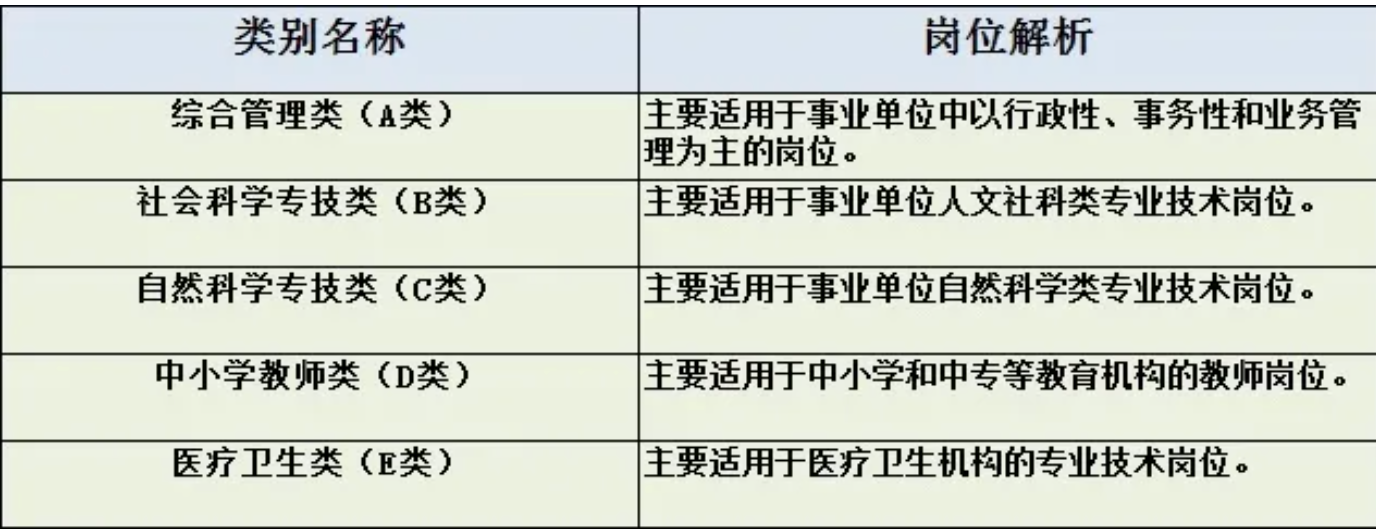 类别名称
岗位解析
综合管理类（A类）
主要适用于事业单位中以行政性、事务性和业务管
理为主的岗位。
社会科学专技类（B类）
主要适用于事业单位人文社科类专业技术岗位。
自然科学专技类（C类）
主要适用于事业单位自然科学类专业技术岗位。
中小学教师类（D类）
主要适用于中小学和中专等教育机构的教师岗位。
医疗卫生类（E类）
主要适用于医疗卫生机构的专业技术岗位。